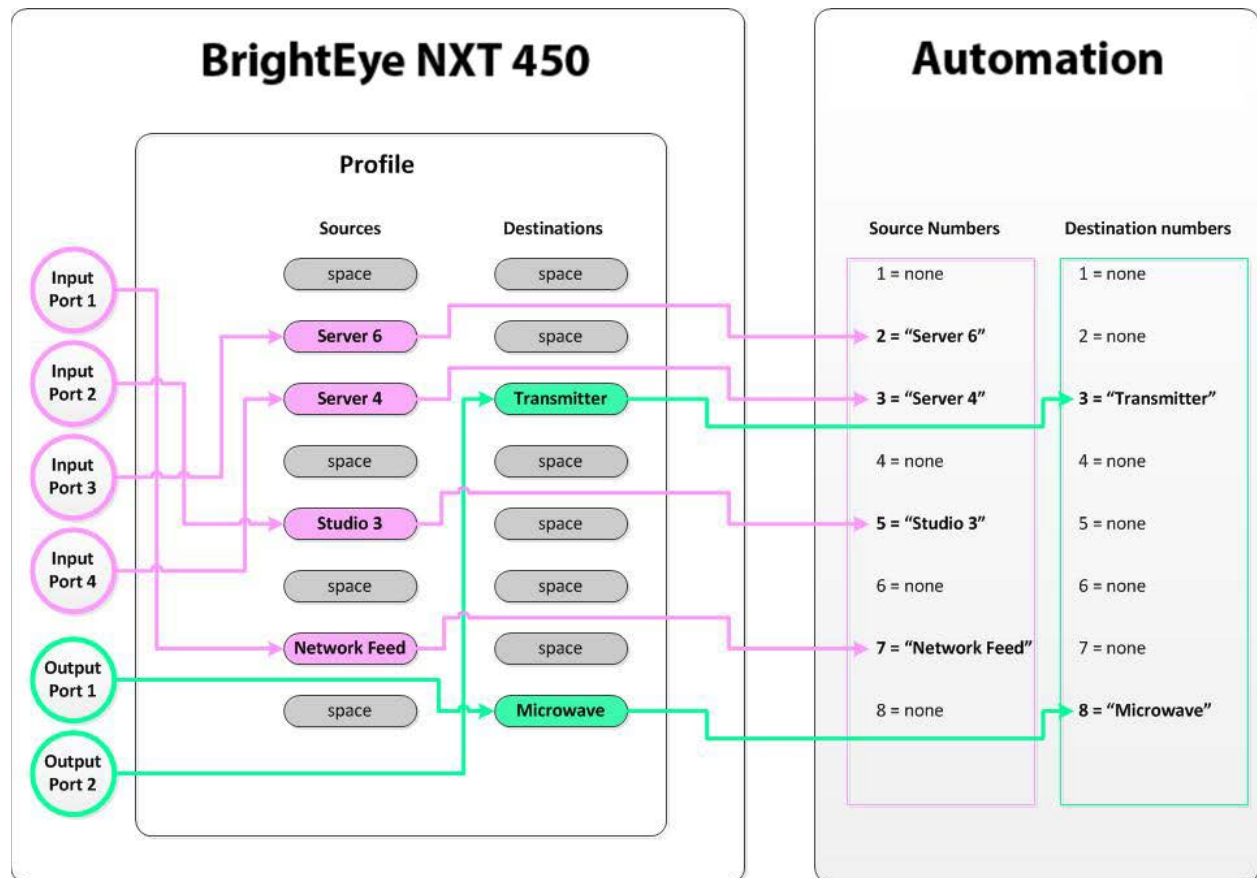 BrightEye NXT 450
Profile
Input
Port 1
Input
Port 2
Input
Port 3
Input
Port 4
Output
Port 1
Output
Port 2
Sources
space
Server 6
Server 4
space
Studio 3
space
Network Feed
space
Destinations
space
space
Transmitter
space
space
space
space
Microwave
Automation
Source Numbers
1 = none
2 = “Server 6”
3 = “Server 4”
4 = none
5 = “Studio 3”
6 = none
7 = “Network Feed”
8 = none
Destination numbers
1 = none
2 = none
3 = “Transmitter”
4 = none
5 = none
6 = none
7 = none
8 = “Microwave”